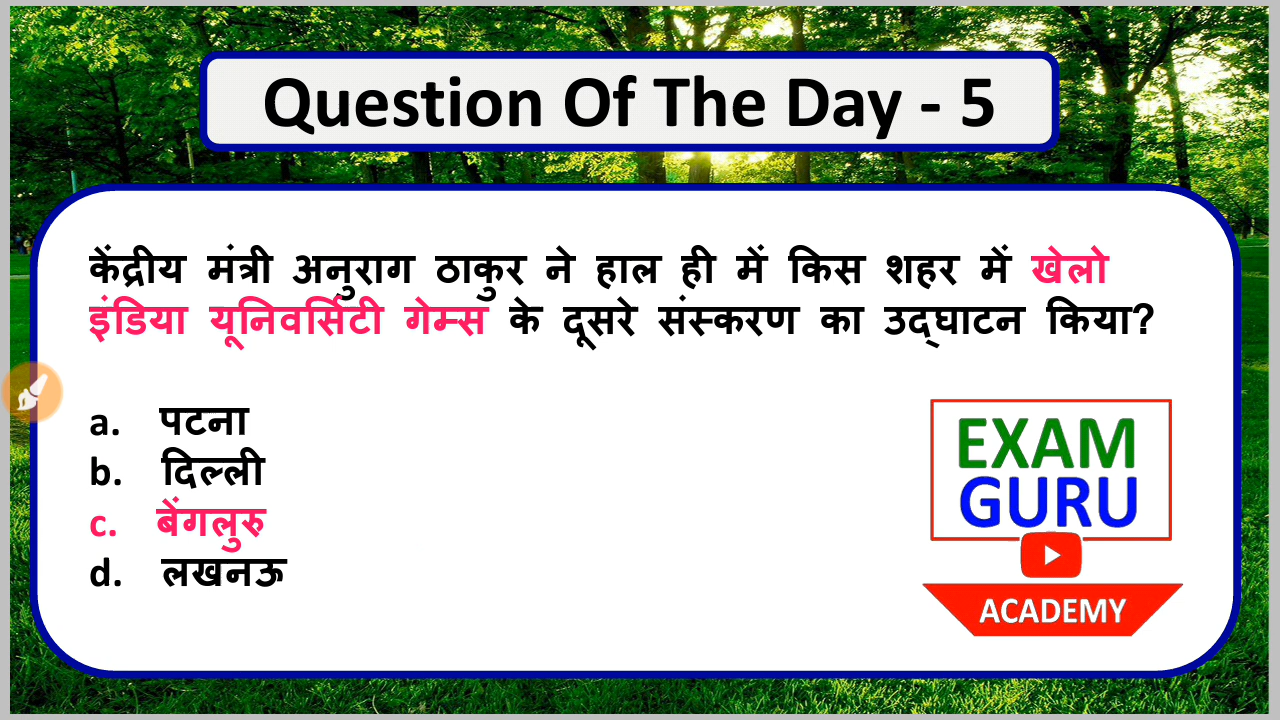 Question Of The Day - 5
केंद्रीय मंत्री अनुराग ठाकुर ने हाल ही में किस शहर में खेलो
इंडिया यूनिवर्सिटी गेम्स के दूसरे संस्करण का उद्घाटन किया?
a. पटना
b. दिल्ली
c. बेंगलुरु
d. लखनऊ
EXAM
GURU
ACADEMY